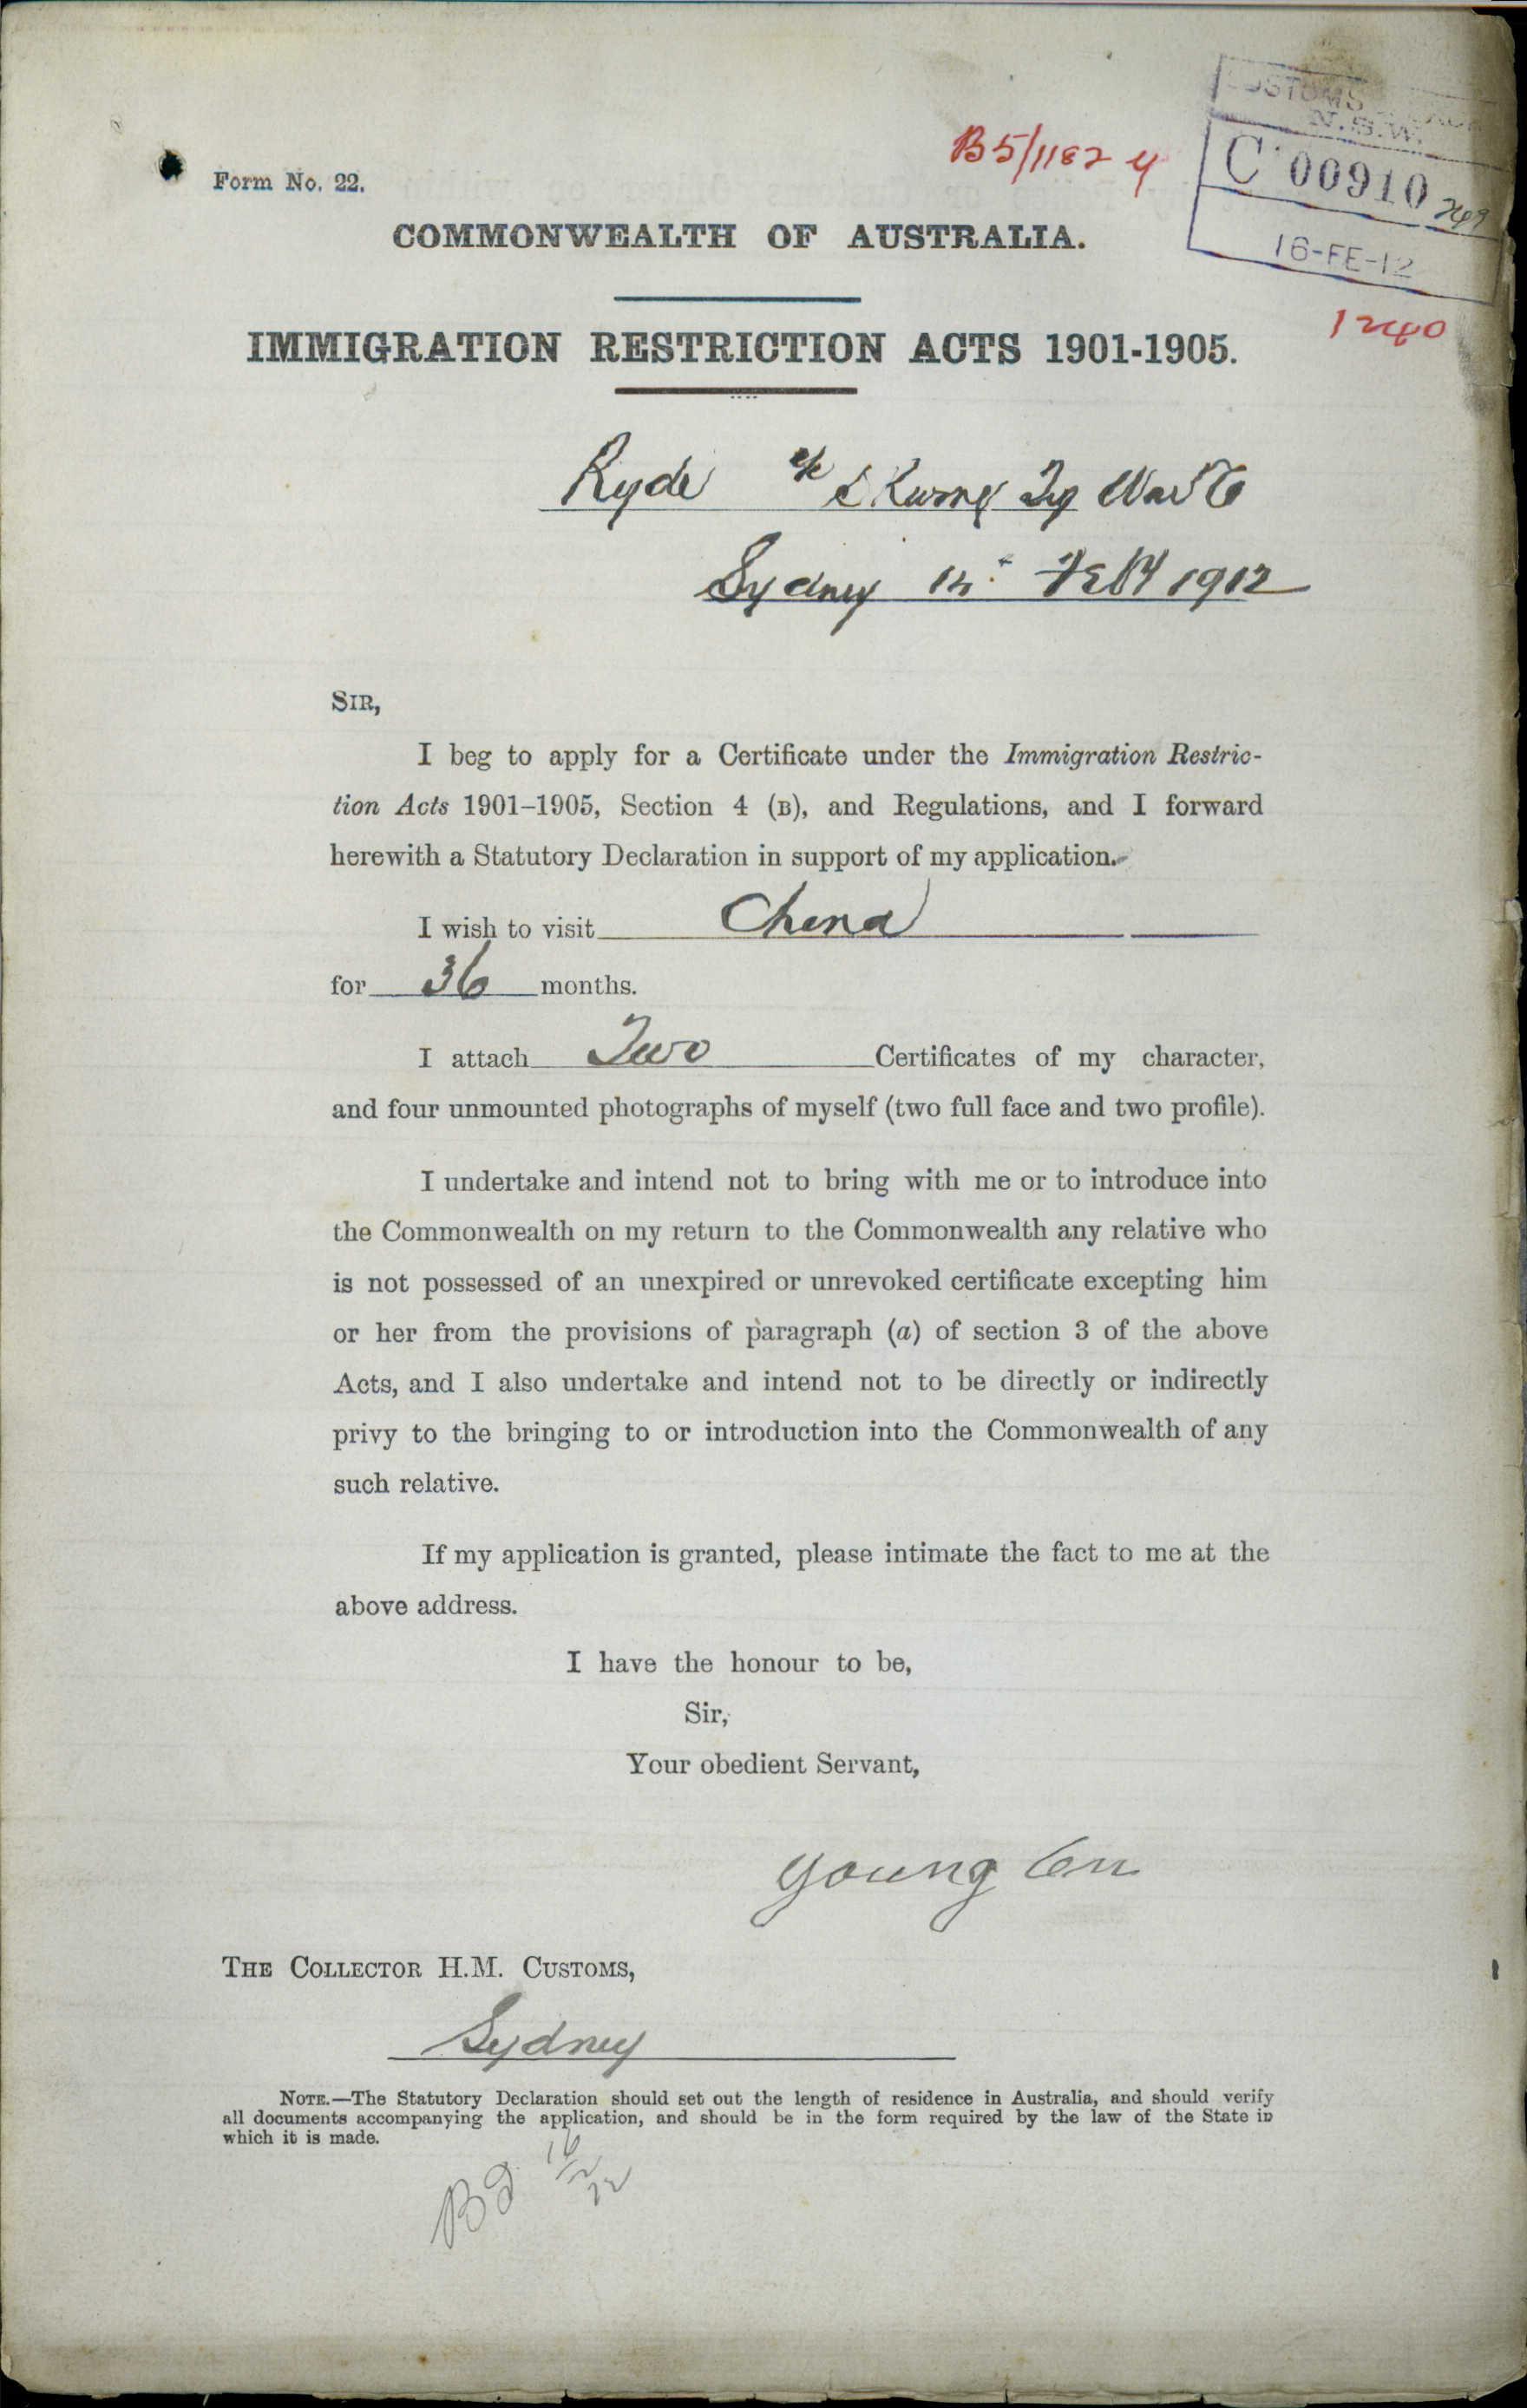 B5/1182 4
CUSTOMS
N.S.W.
C 00910
16-FE-12
Form No. 22.
COMMONWEALTH OF AUSTRALIA.
1240
IMMIGRATION RESTRICTION ACTS 1901-1905.
Ryde c/o Kwong War
Sydney 1912
SIR,
I beg to apply for a Certificate under the Immigration Restric-
tion Acts 1901–1905, Section 4 (B), and Regulations, and I forward
herewith a Statutory Declaration in support of my application.
I wish to visit China
for 36 months.
I attach Two Certificates of my character,
and four unmounted photographs of myself (two full face and two profile).
I undertake and intend not to bring with me or to introduce into
the Commonwealth on my return to the Commonwealth any relative who
is not possessed of an unexpired or unrevoked certificate excepting him
or her from the provisions of paragraph (a) of section 3 of the above
Acts, and I also undertake and intend not to be directly or indirectly
privy to the bringing to or introduction into the Commonwealth of any
such relative.
If my application is granted, please intimate the fact to me at the
above address.
I have the honour to be,
Sir,
Your obedient Servant,
Young
THE COLLECTOR H.M. CUSTOMS,
Sydney
NOTE.—The Statutory Declaration should set out the length of residence in Australia, and should verify
all documents accompanying the application, and should be in the form required by the law of the State in
which it is made.